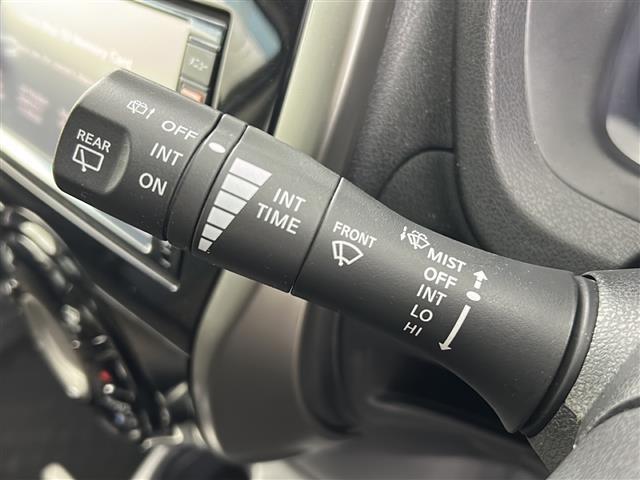 REAR
OFF
INT
ON
INT
TIME
FRONT
MIST
OFF
INT
LO
HI